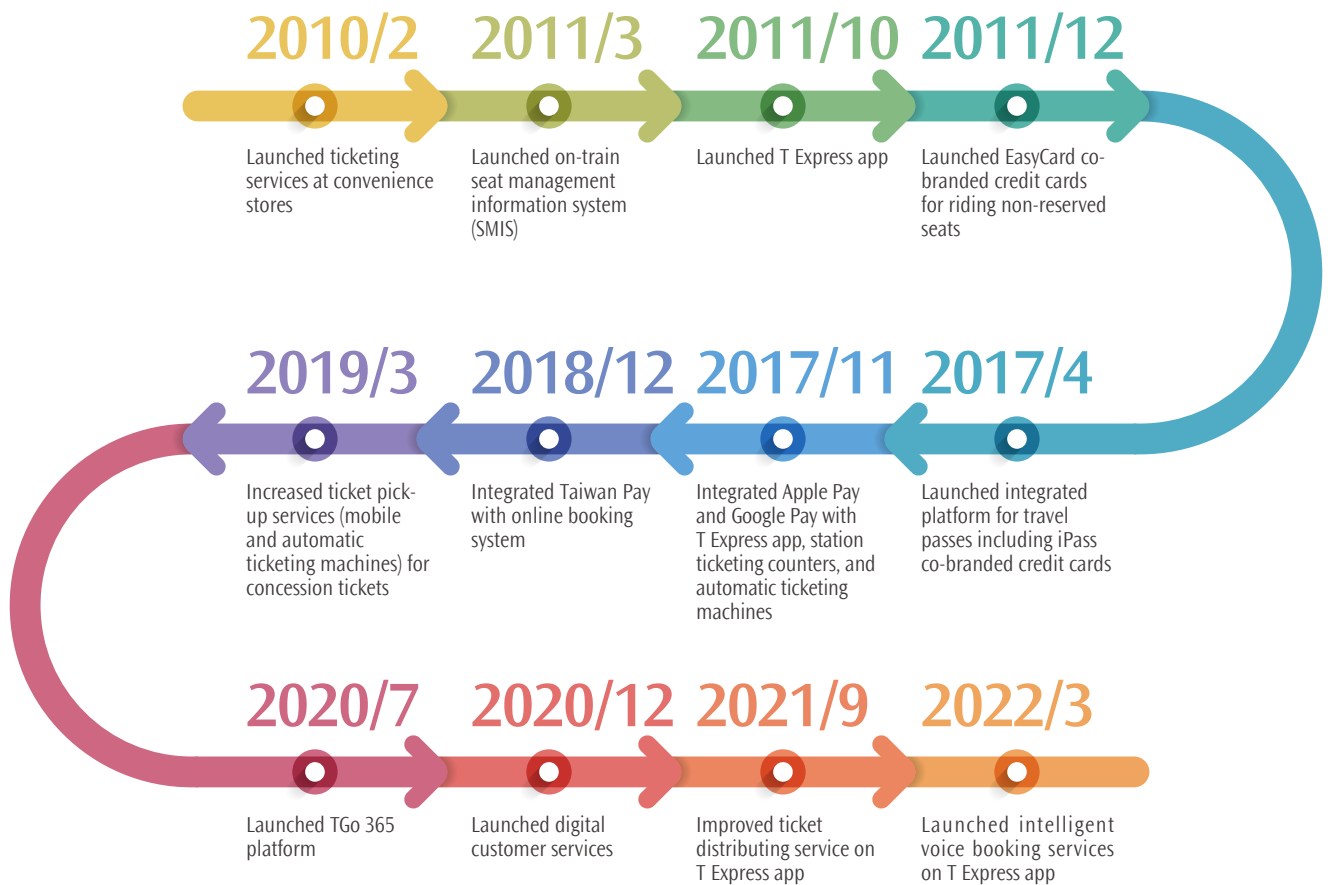 2010/2
Launched ticketing
services at convenience
stores
2011/3
Launched on-train
seat management
information system
(SMIS)
2011/10
Launched T Express app
2011/12
Launched EasyCard co-
branded credit cards
for riding non-reserved
seats
2017/4
Launched integrated
platform for travel
passes including iPass
co-branded credit cards
2017/11
Integrated Apple Pay
and Google Pay with
T Express app, station
ticketing counters, and
automatic ticketing
machines
2018/12
Integrated Taiwan Pay
with online booking
system
2019/3
Increased ticket pick-
up services (mobile
and automatic
ticketing machines) for
concession tickets
2020/7
Launched TGo 365
platform
2020/12
Launched digital
customer services
2021/9
Improved ticket
distributing service on
T Express app
2022/3
Launched intelligent
voice booking services
on T Express app